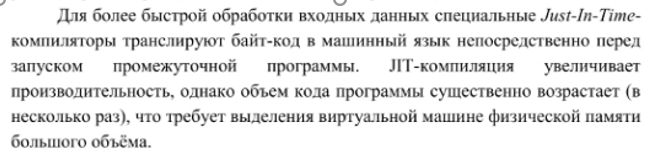 Для более быстрой обработки входных данных специальные Just-In-Time-
компиляторы транслируют байт-код в машинный язык непосредственно перед
запуском промежуточной программы. JIT-компиляция увеличивает
производительность, однако объем кода программы существенно возрастает (в
несколько раз), что требует выделения виртуальной машине физической памяти
большого объёма.